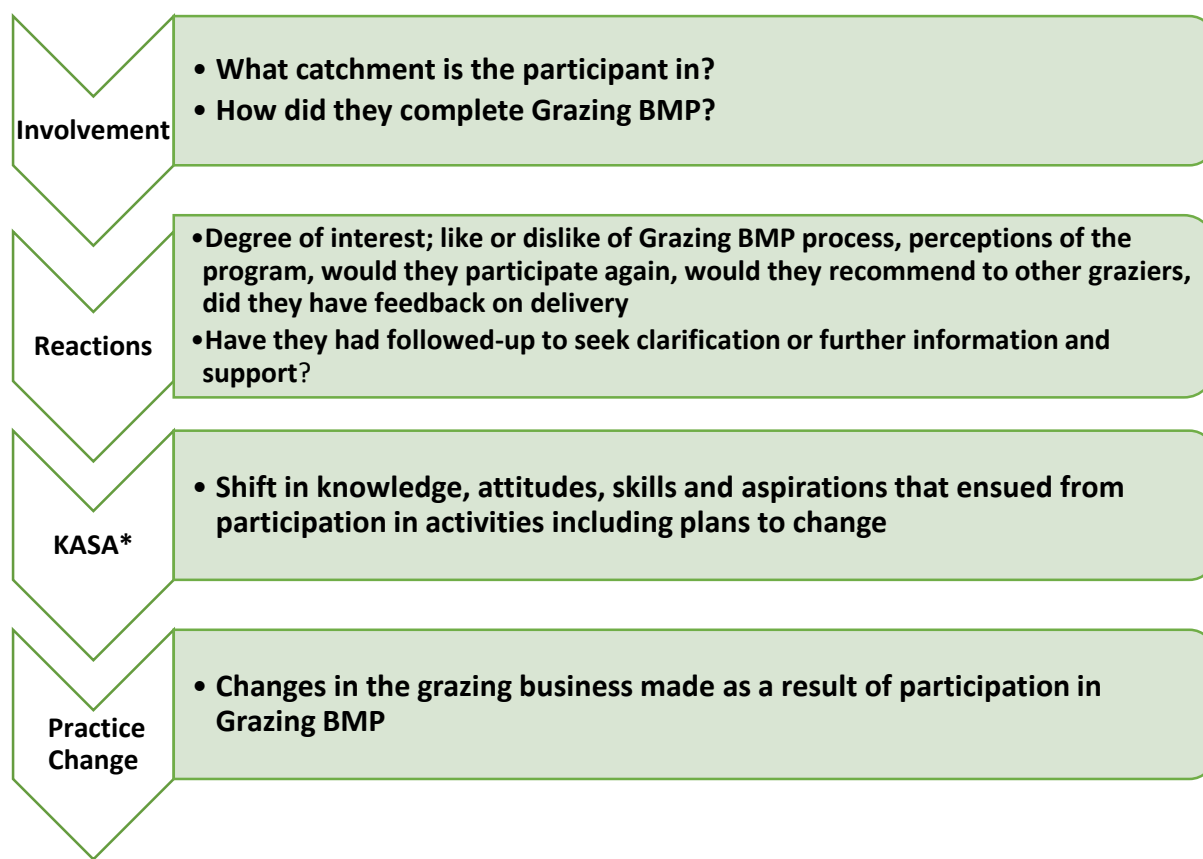 Involvement
• What catchment is the participant in?
• How did they complete Grazing BMP?
Reactions
•Degree of interest; like or dislike of Grazing BMP process, perceptions of the
program, would they participate again, would they recommend to other graziers,
did they have feedback on delivery
•Have they had followed-up to seek clarification or further information and
support?
KASA*
• Shift in knowledge, attitudes, skills and aspirations that ensued from
participation in activities including plans to change
Practice
Change
• Changes in the grazing business made as a result of participation in
Grazing BMP